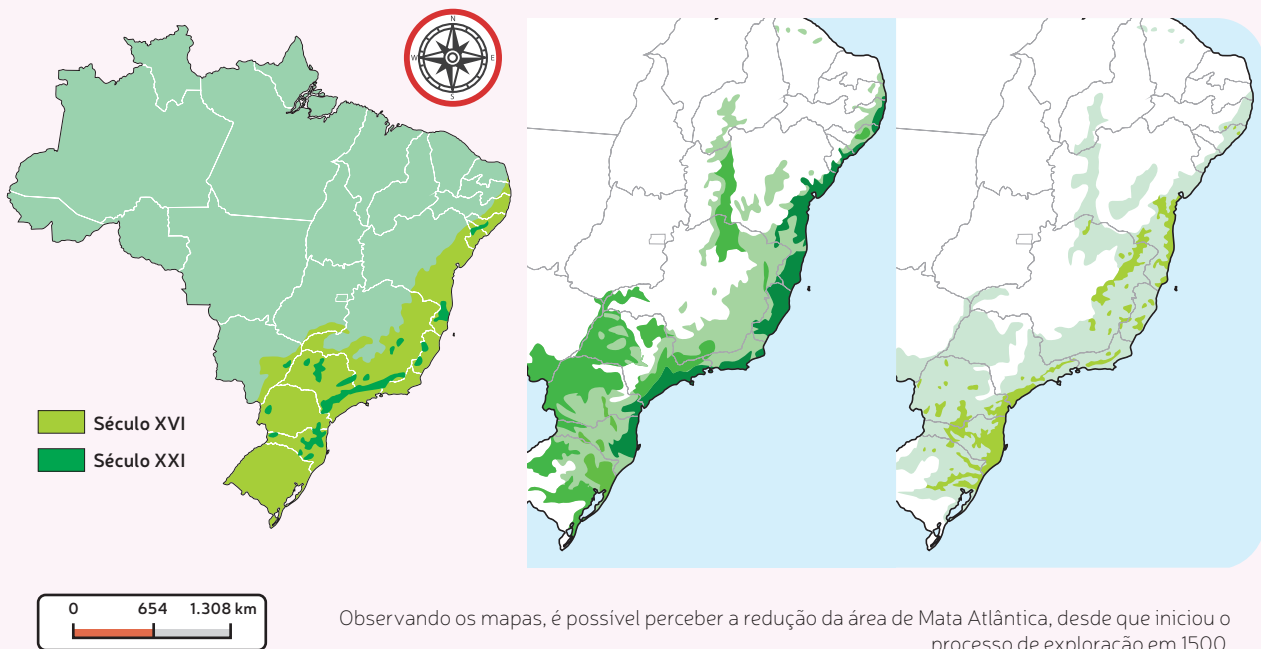 N
W E
S
Século XVI
Século XXI
0 654 1.308 km
Observando os mapas, é possível perceber a redução da área de Mata Atlântica, desde que iniciou o
processo de exploração em 1500.